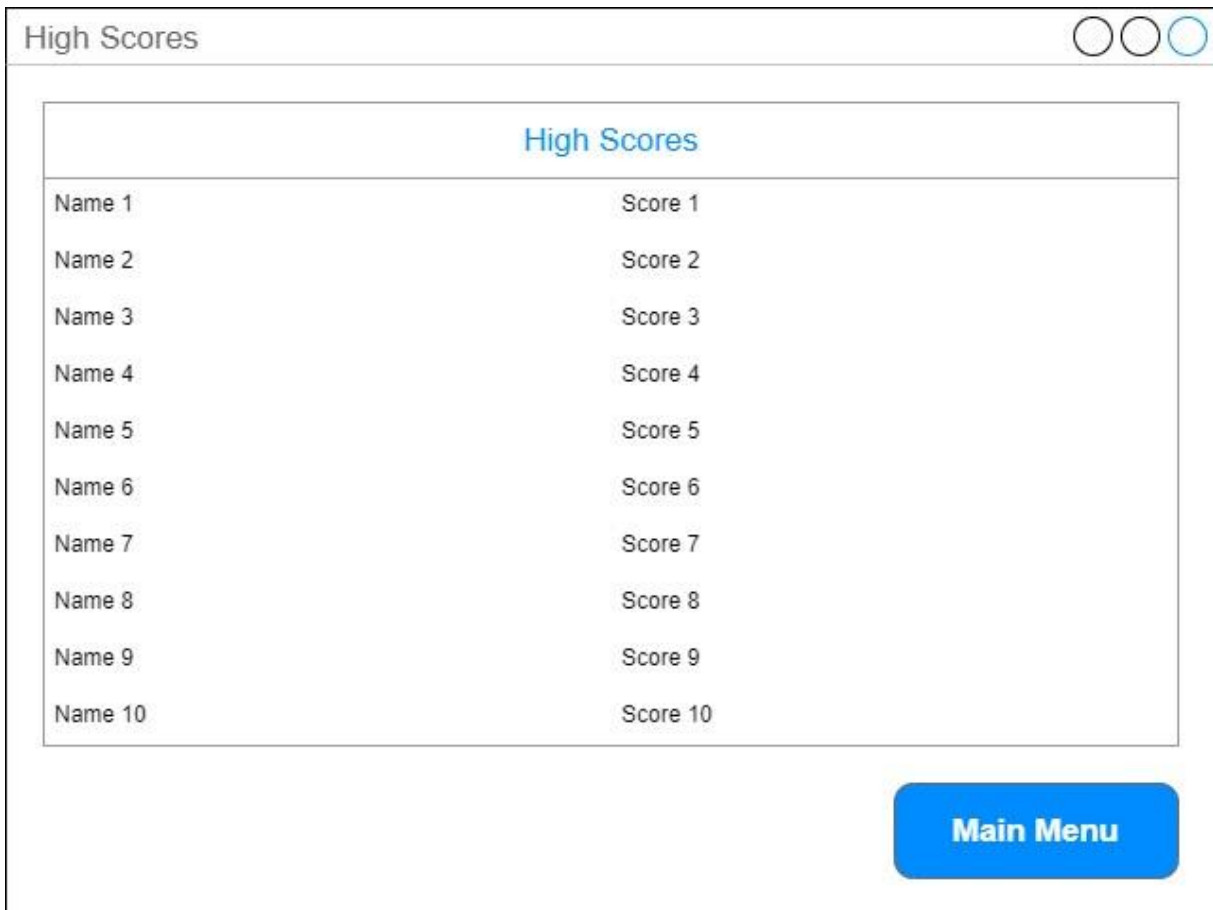 High Scores
High Scores
Name 1 Score 1
Name 2 Score 2
Name 3 Score 3
Name 4 Score 4
Name 5 Score 5
Name 6 Score 6
Name 7 Score 7
Name 8 Score 8
Name 9 Score 9
Name 10 Score 10
Main Menu